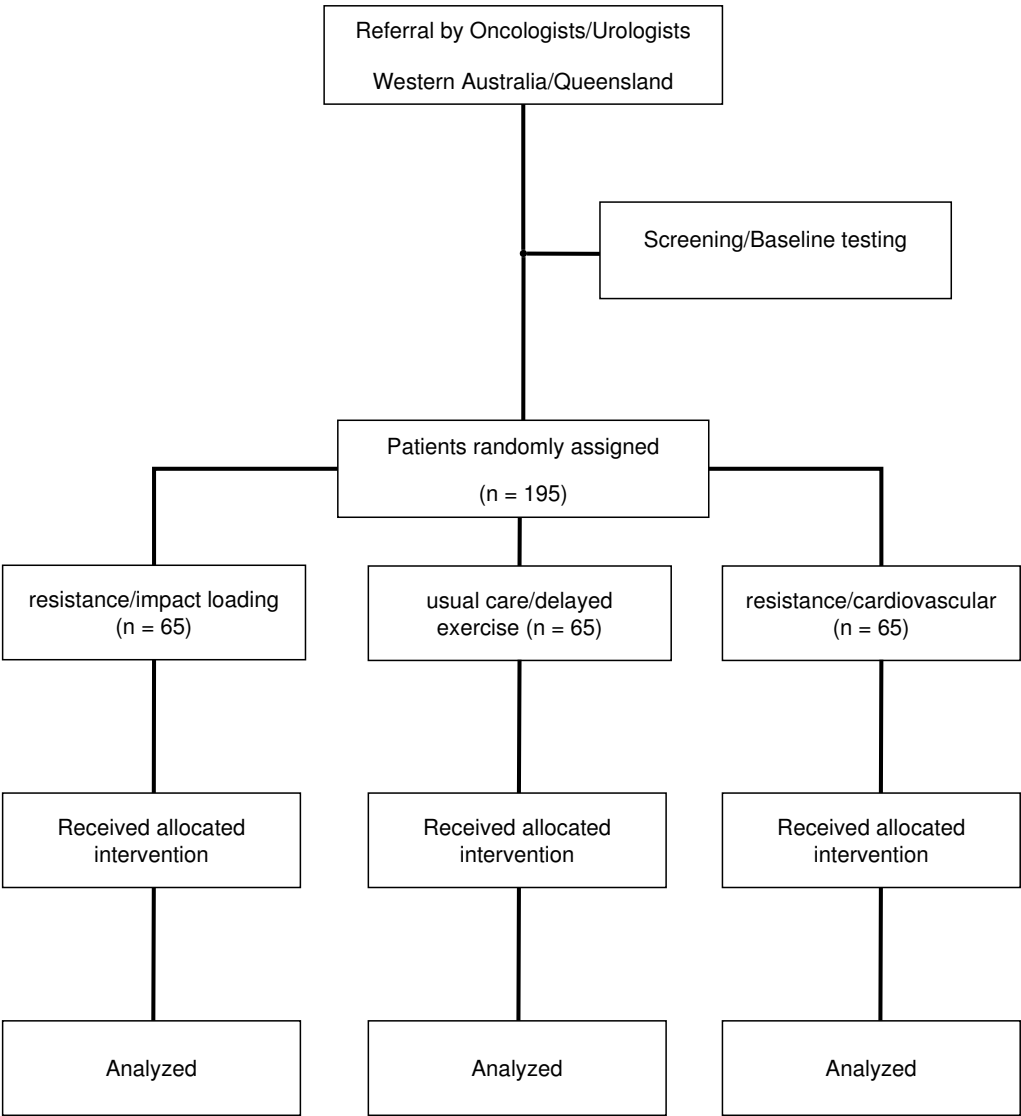 Referral by Oncologists/Urologists
Western Australia/Queensland
Screening/Baseline testing
Patients randomly assigned
(n = 195)
resistance/impact loading
(n = 65)
usual care/delayed
exercise (n = 65)
resistance/cardiovascular
(n = 65)
Received allocated
intervention
Received allocated
intervention
Received allocated
intervention
Analyzed
Analyzed
Analyzed